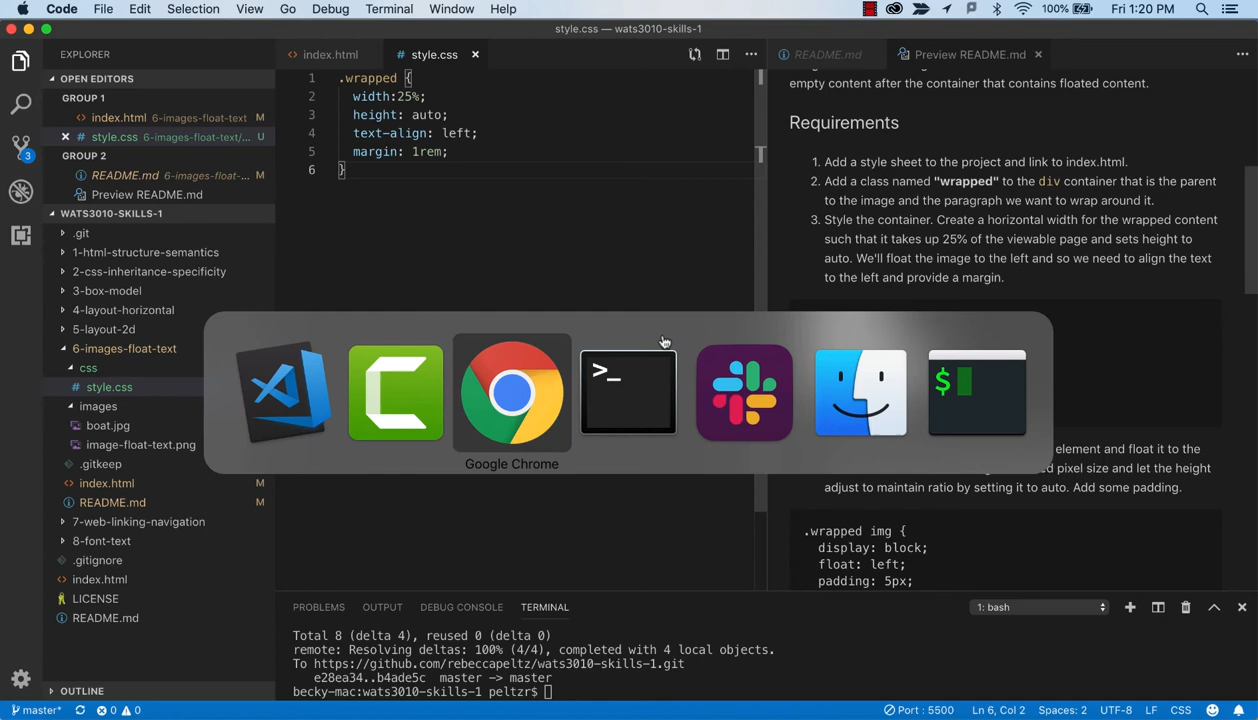 Code File Edit Selection View Go Debug Terminal Window Help 100% Fri 1:20 PM
style.css — wats3010-skills-1
EXPLORER
OPEN EDITORS
GROUP 1
index.html 6-images-float-text M
style.css 6-images-float-text/... U
GROUP 2
README.md 6-images-float-... M
Preview README.md
WATS3010-SKILLS-1
.git
1-html-structure-semantics
2-css-inheritance-specificity
3-box-model
4-layout-horizontal
5-layout-2d
6-images-float-text
css
style.css
images
boat.jpg
image-float-text.png
.gitkeep
index.html M
README.md M
7-web-linking-navigation
8-font-text
.gitignore
index.html
LICENSE
README.md
OUTLINE
index.html style.css
1 .wrapped {
2 width:25%;
3 height: auto;
4 text-align: left;
5 margin: 1rem;
6 }
README.md Preview README.md
empty content after the container that contains floated content.
Requirements
1. Add a style sheet to the project and link to index.html.
2. Add a class named "wrapped" to the div container that is the parent
to the image and the paragraph we want to wrap around it.
3. Style the container. Create a horizontal width for the wrapped content
such that it takes up 25% of the viewable page and sets height to
auto. We'll float the image to the left and so we need to align the text
to the left and provide a margin.
>_
$
Google Chrome
element and float it to the
d pixel size and let the height
adjust to maintain ratio by setting it to auto. Add some padding.
.wrapped img {
display: block;
float: left;
padding: 5px;
PROBLEMS OUTPUT DEBUG CONSOLE TERMINAL 1: bash
Total 8 (delta 4), reused 0 (delta 0)
remote: Resolving deltas: 100% (4/4), completed with 4 local objects.
To https://github.com/rebeccapeltz/wats3010-skills-1.git
e28ea34..b4ade5c master -> master
becky-mac:wats3010-skills-1 peltzr$
3
master* 0 0 Port : 5500 Ln 6, Col 2 Spaces: 2 UTF-8 LF CSS